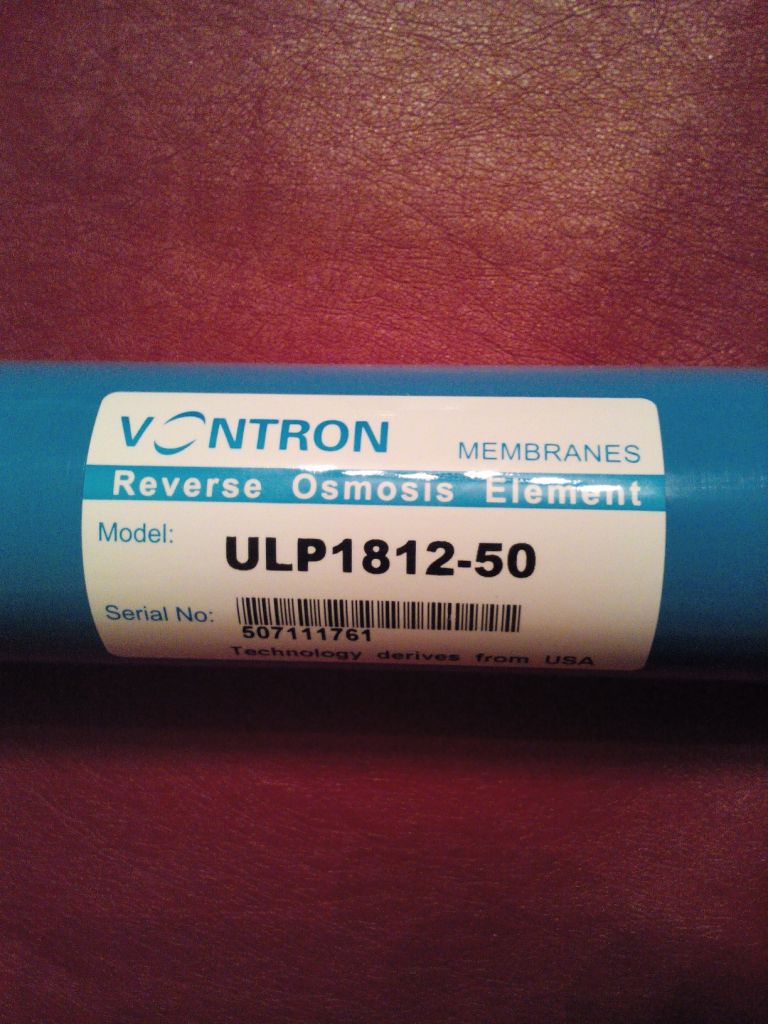 VONTRON MEMBRANES
Reverse Osmosis Element
Model: ULP1812-50
Serial No:
507111761
Technology derives from USA